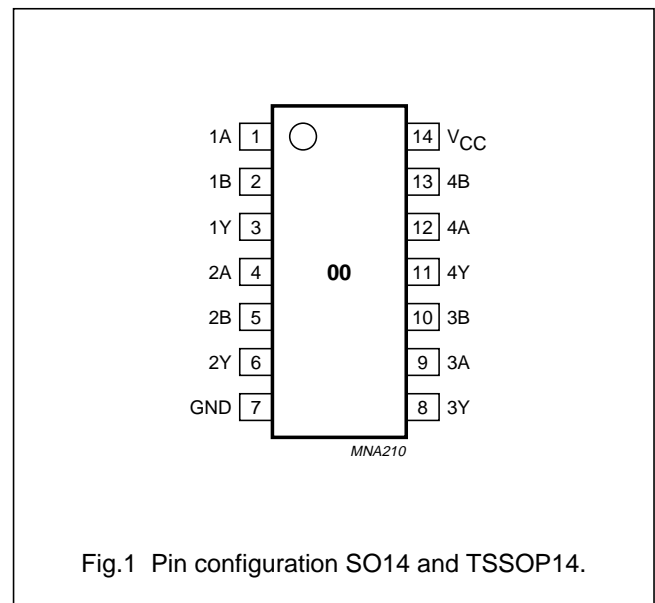 1A 1 14 VCC
1B 2 13 4B
1Y 3 12 4A
2A 4 00 11 4Y
2B 5 10 3B
2Y 6 9 3A
GND 7 8 3Y
MNA210
Fig.1 Pin configuration SO14 and TSSOP14.